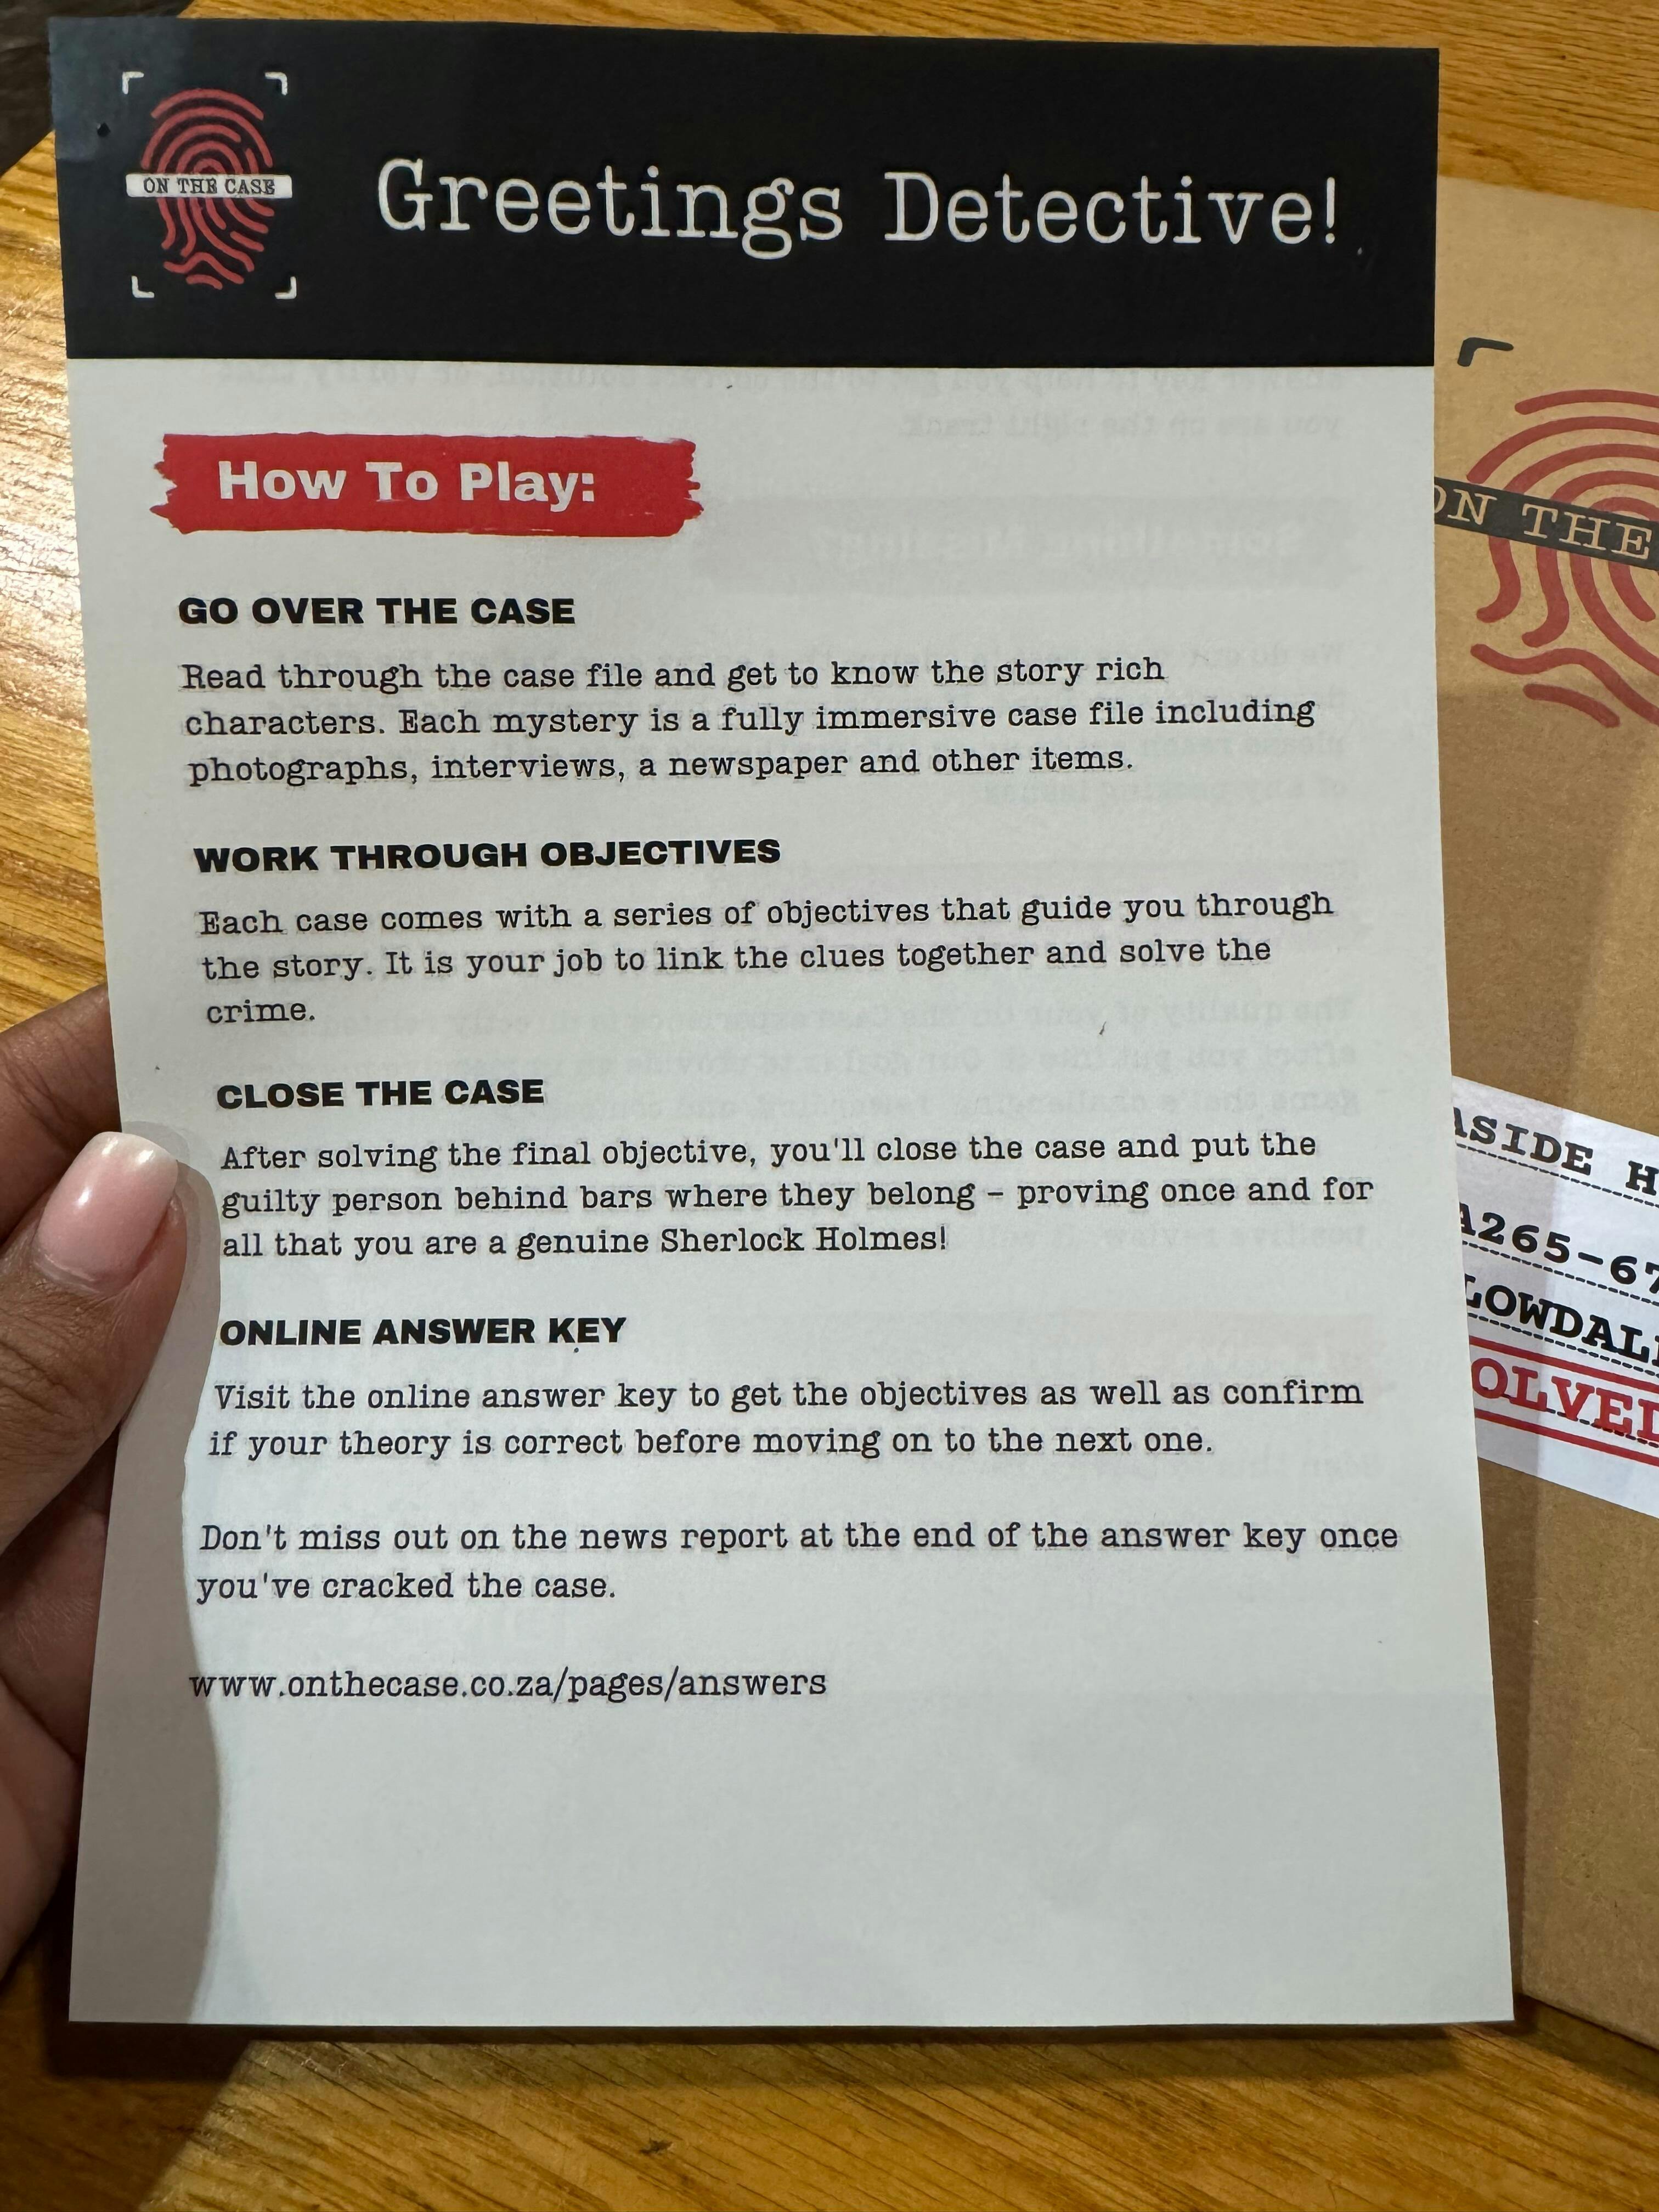 ON THE CASE
Greetings Detective!
How To Play:
GO OVER THE CASE
Read through the case file and get to know the story rich
characters. Each mystery is a fully immersive case file including
photographs, interviews, a newspaper and other items.
WORK THROUGH OBJECTIVES
Each case comes with a series of objectives that guide you through
the story. It is your job to link the clues together and solve the
crime.
CLOSE THE CASE
After solving the final objective, you'll close the case and put the
guilty person behind bars where they belong – proving once and for
all that you are a genuine Sherlock Holmes!
ONLINE ANSWER KEY
Visit the online answer key to get the objectives as well as confirm
if your theory is correct before moving on to the next one.
Don't miss out on the news report at the end of the answer key once
you've cracked the case.
www.onthecase.co.za/pages/answers
ON THE
ASIDE H
A265-67
LOWDAL
OLVED